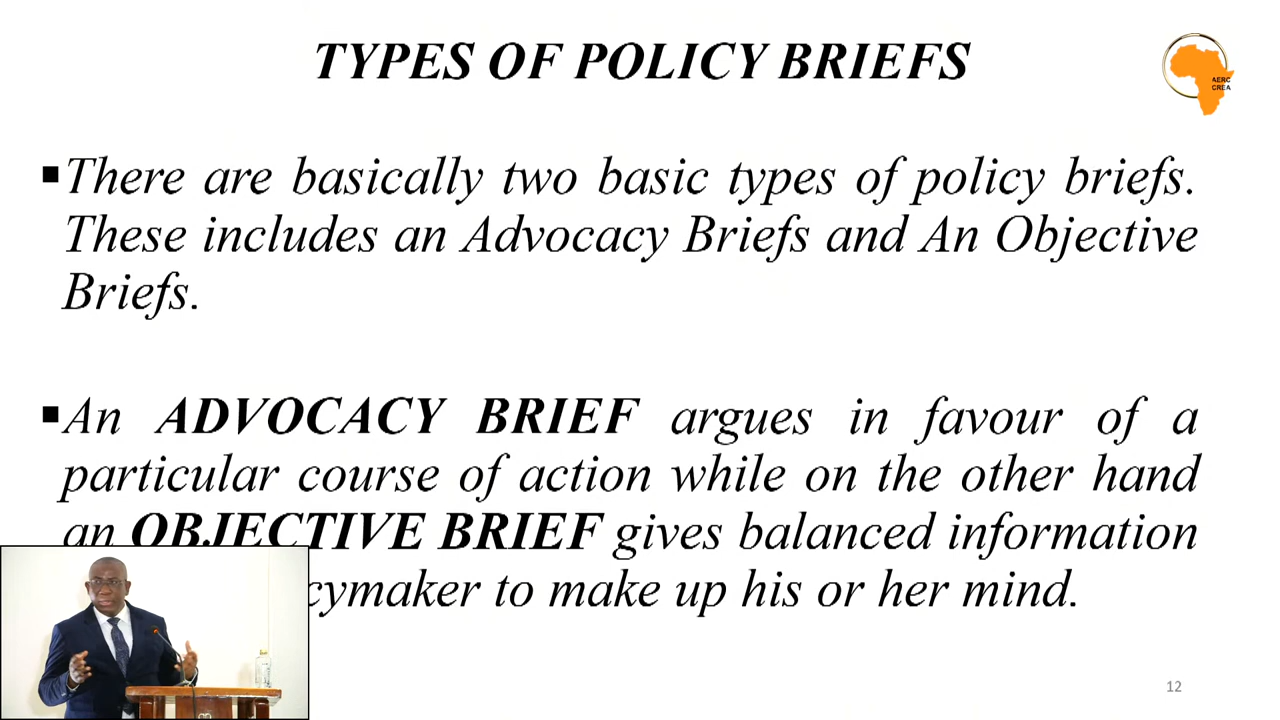 TYPES OF POLICY BRIEFS
AERC
CREA
▪There are basically two basic types of policy briefs.
These includes an Advocacy Briefs and An Objective
Briefs.
▪An ADVOCACY BRIEF argues in favour of a
particular course of action while on the other hand
an OBJECTIVE BRIEF gives balanced information
to make up his or her mind.
12